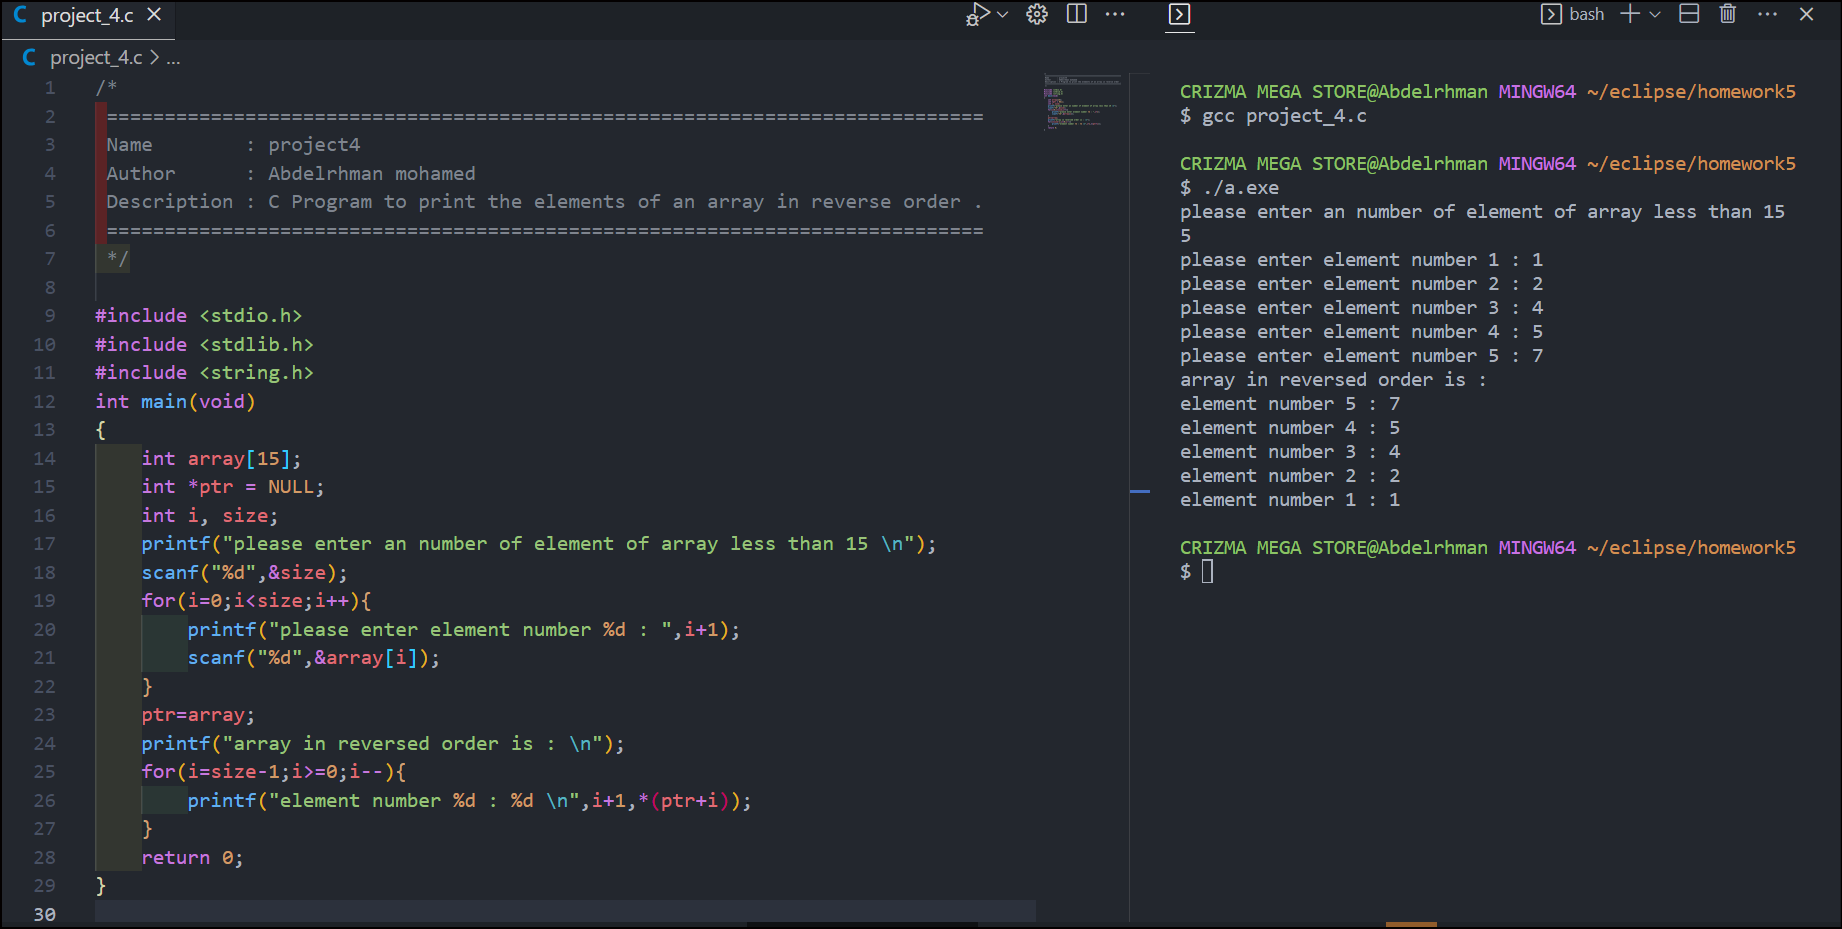 project_4.c
project_4.c > ...
1 /*
2 ============================================================================
3 Name        : project4
4 Author      : Abdelrhman mohamed
5 Description : C Program to print the elements of an array in reverse order .
6 ============================================================================
7 */
8
9 #include <stdio.h>
10 #include <stdlib.h>
11 #include <string.h>
12 int main(void)
13 {
14     int array[15];
15     int *ptr = NULL;
16     int i, size;
17     printf("please enter an number of element of array less than 15 \n");
18     scanf("%d",&size);
19     for(i=0;i<size;i++){
20         printf("please enter element number %d : ",i+1);
21         scanf("%d",&array[i]);
22     }
23     ptr=array;
24     printf("array in reversed order is : \n");
25     for(i=size-1;i>=0;i--){
26         printf("element number %d : %d \n",i+1,*(ptr+i));
27     }
28     return 0;
29 }
30
bash
CRIZMA MEGA STORE@Abdelrhman MINGW64 ~/eclipse/homework5
$ gcc project_4.c
CRIZMA MEGA STORE@Abdelrhman MINGW64 ~/eclipse/homework5
$ ./a.exe
please enter an number of element of array less than 15
5
please enter element number 1 : 1
please enter element number 2 : 2
please enter element number 3 : 4
please enter element number 4 : 5
please enter element number 5 : 7
array in reversed order is :
element number 5 : 7
element number 4 : 5
element number 3 : 4
element number 2 : 2
element number 1 : 1
CRIZMA MEGA STORE@Abdelrhman MINGW64 ~/eclipse/homework5
$